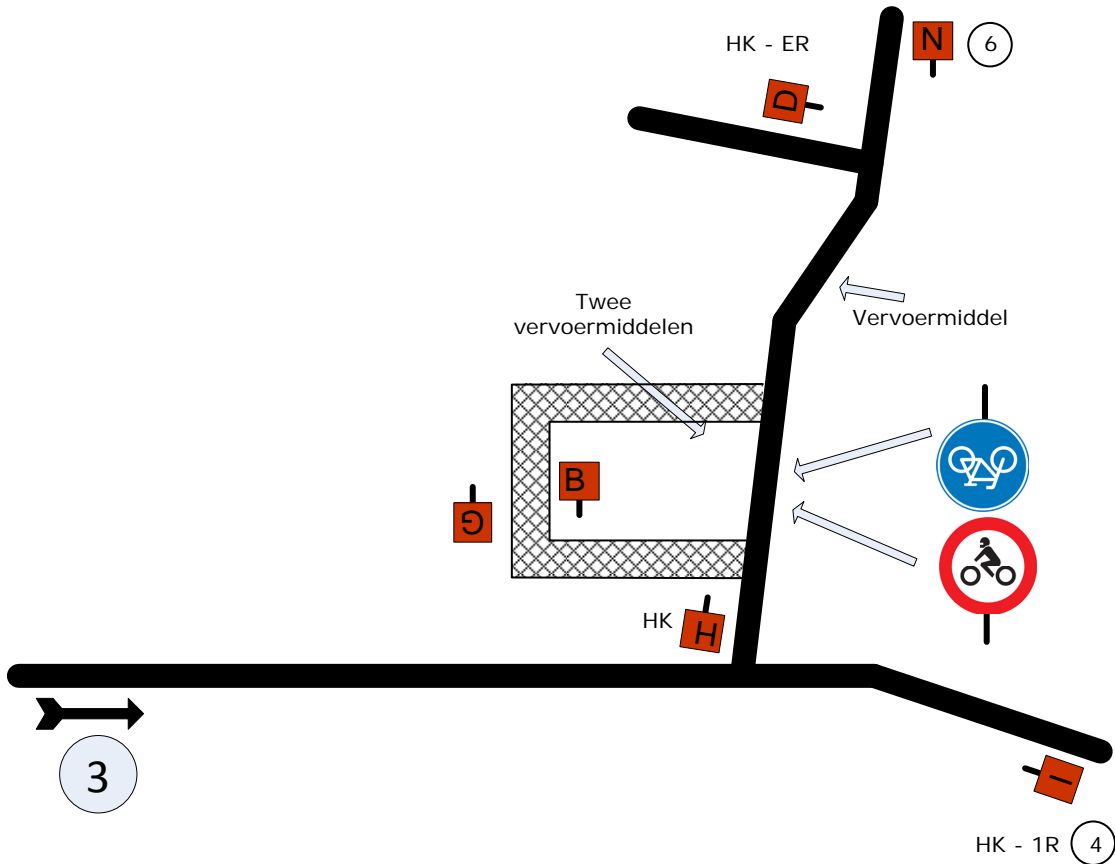 HK - ER
N
6
D
Twee
vervoermiddelen
Vervoermiddel
B
G
HK
H
3
I
HK - 1R
4